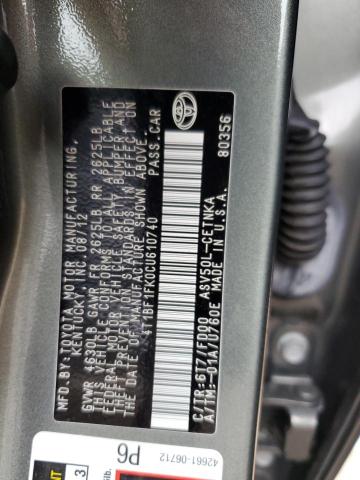 MFD.BY:TOYOTA MOTOR MANUFACTURING,
KENTUCKY INC. 08/12
GVWR 4630LB GAWR FR 2625LB RR 2625LB
THIS VEHICLE CONFORMS TO ALL APPLICABLE
FEDERAL MOTOR VEHICLE SAFETY, BUMPER, AND
THEFT PREVENTION STANDARDS IN EFFECT ON
THE DATE OF MANUFACTURE SHOWN ABOVE.
4T1BF1FK0CU610740 PASS.CAR
C/TR:6T7/FD00 ASV50L-CETNKA
A/TM:-01A/U760E MADE IN U.S.A.
80356
42661-06712
P6
3